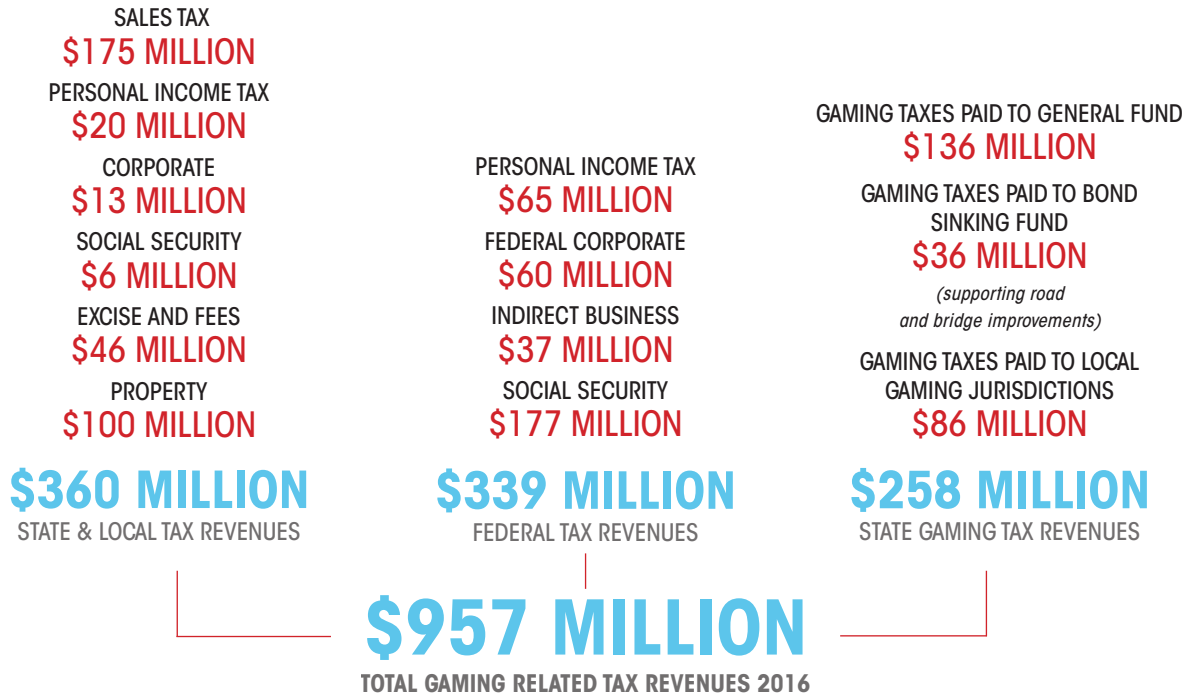 SALES TAX
$175 MILLION
PERSONAL INCOME TAX
$20 MILLION
CORPORATE
$13 MILLION
SOCIAL SECURITY
$6 MILLION
EXCISE AND FEES
$46 MILLION
PROPERTY
$100 MILLION
$360 MILLION
STATE & LOCAL TAX REVENUES
PERSONAL INCOME TAX
$65 MILLION
FEDERAL CORPORATE
$60 MILLION
INDIRECT BUSINESS
$37 MILLION
SOCIAL SECURITY
$177 MILLION
$339 MILLION
FEDERAL TAX REVENUES
GAMING TAXES PAID TO GENERAL FUND
$136 MILLION
GAMING TAXES PAID TO BOND
SINKING FUND
$36 MILLION
(supporting road
and bridge improvements)
GAMING TAXES PAID TO LOCAL
GAMING JURISDICTIONS
$86 MILLION
$258 MILLION
STATE GAMING TAX REVENUES
$957 MILLION
TOTAL GAMING RELATED TAX REVENUES 2016